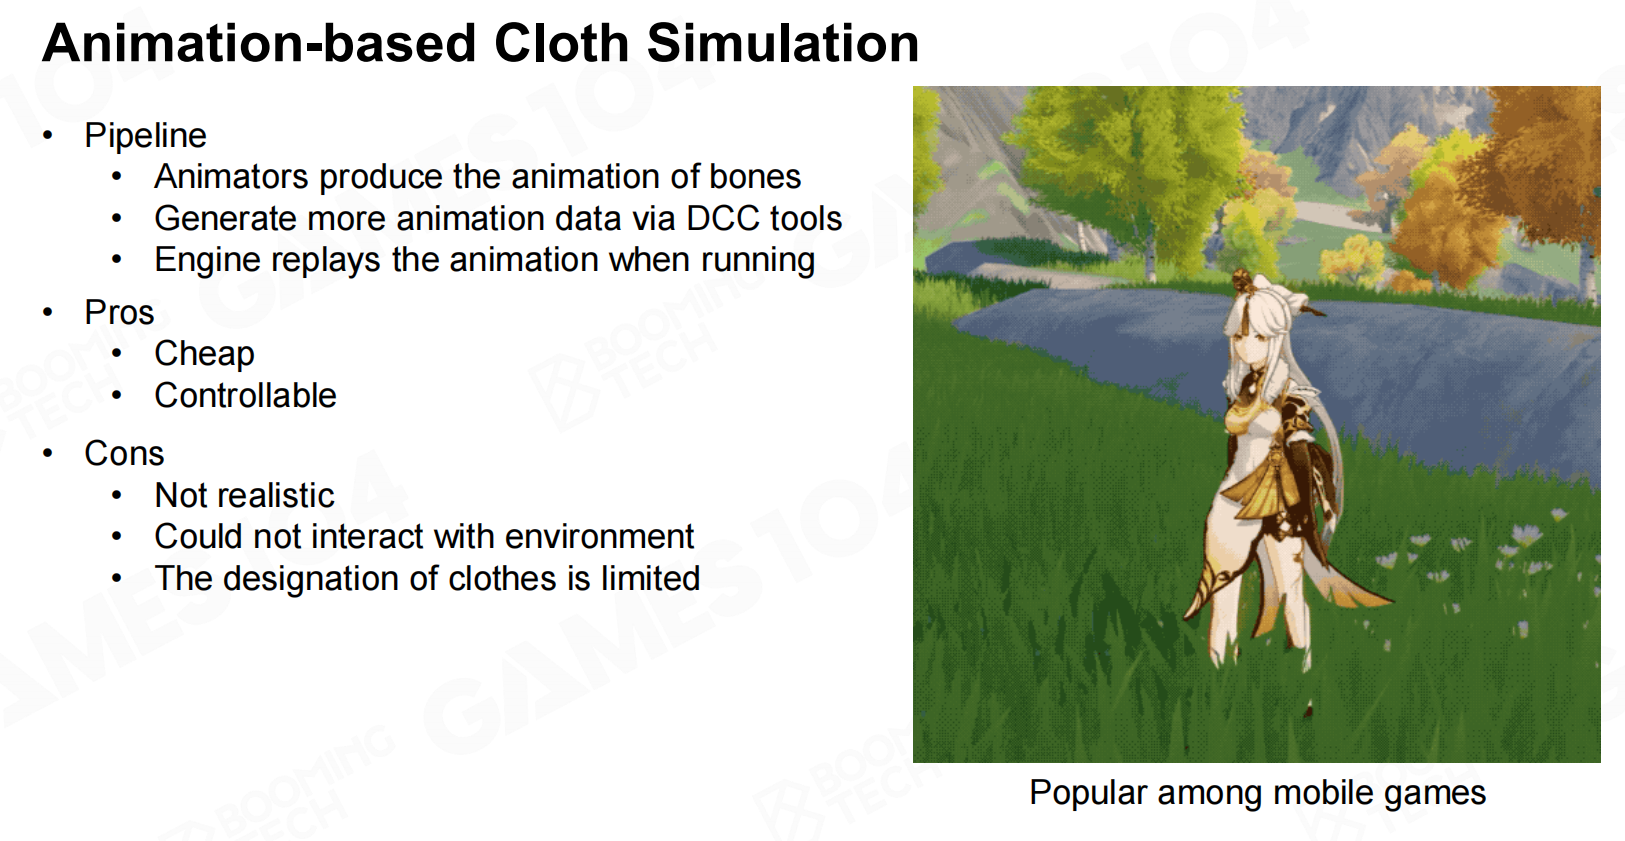 Animation-based Cloth Simulation
• Pipeline
• Animators produce the animation of bones
• Generate more animation data via DCC tools
• Engine replays the animation when running
• Pros
• Cheap
• Controllable
• Cons
• Not realistic
• Could not interact with environment
• The designation of clothes is limited
Popular among mobile games
GAMES 104
BOOMING
TECH